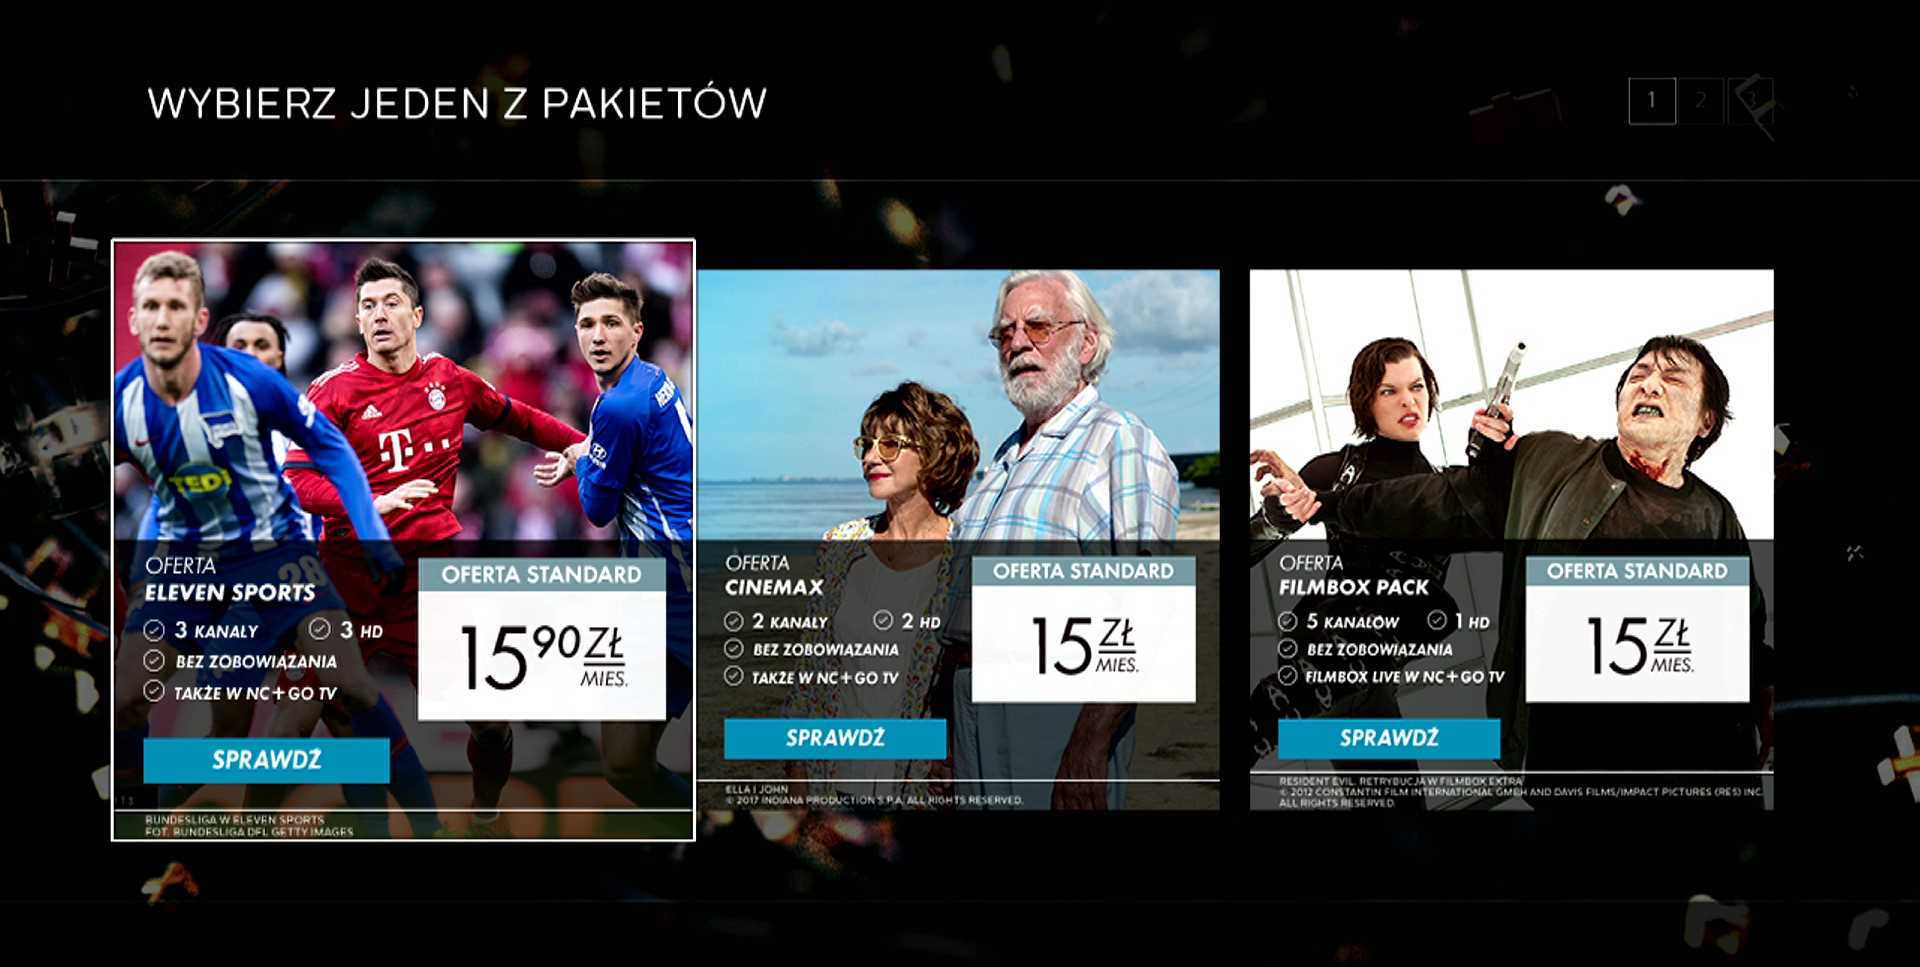 WYBIERZ JEDEN Z PAKIETÓW
1 2 3
TEDi
T
28
OFERTA
ELEVEN SPORTS
3 KANAŁY 3 HD
BEZ ZOBOWIĄZANIA
TAKŻE W NC+GO TV
OFERTA STANDARD
15 90 ZŁ
MIES.
SPRAWDŹ
BUNDESLIGA W ELEVEN SPORTS
FOT. BUNDESLIGA DFL GETTY IMAGES
OFERTA
CINEMAX
2 KANAŁY 2 HD
BEZ ZOBOWIĄZANIA
TAKŻE W NC+GO TV
OFERTA STANDARD
15 ZŁ
MIES.
SPRAWDŹ
ELLA I JOHN
© 2017 INDIANA PRODUCTION S.P.A. ALL RIGHTS RESERVED.
OFERTA
FILMBOX PACK
5 KANAŁÓW 1 HD
BEZ ZOBOWIĄZANIA
FILMBOX LIVE W NC+GO TV
OFERTA STANDARD
15 ZŁ
MIES.
SPRAWDŹ
RESIDENT EVIL. RETRYBUCJA W FILMBOX EXTRA
© 2012 CONSTANTIN FILM INTERNATIONAL GMBH AND DAVIS FILMS/IMPACT PICTURES (RE5) INC.
ALL RIGHTS RESERVED.